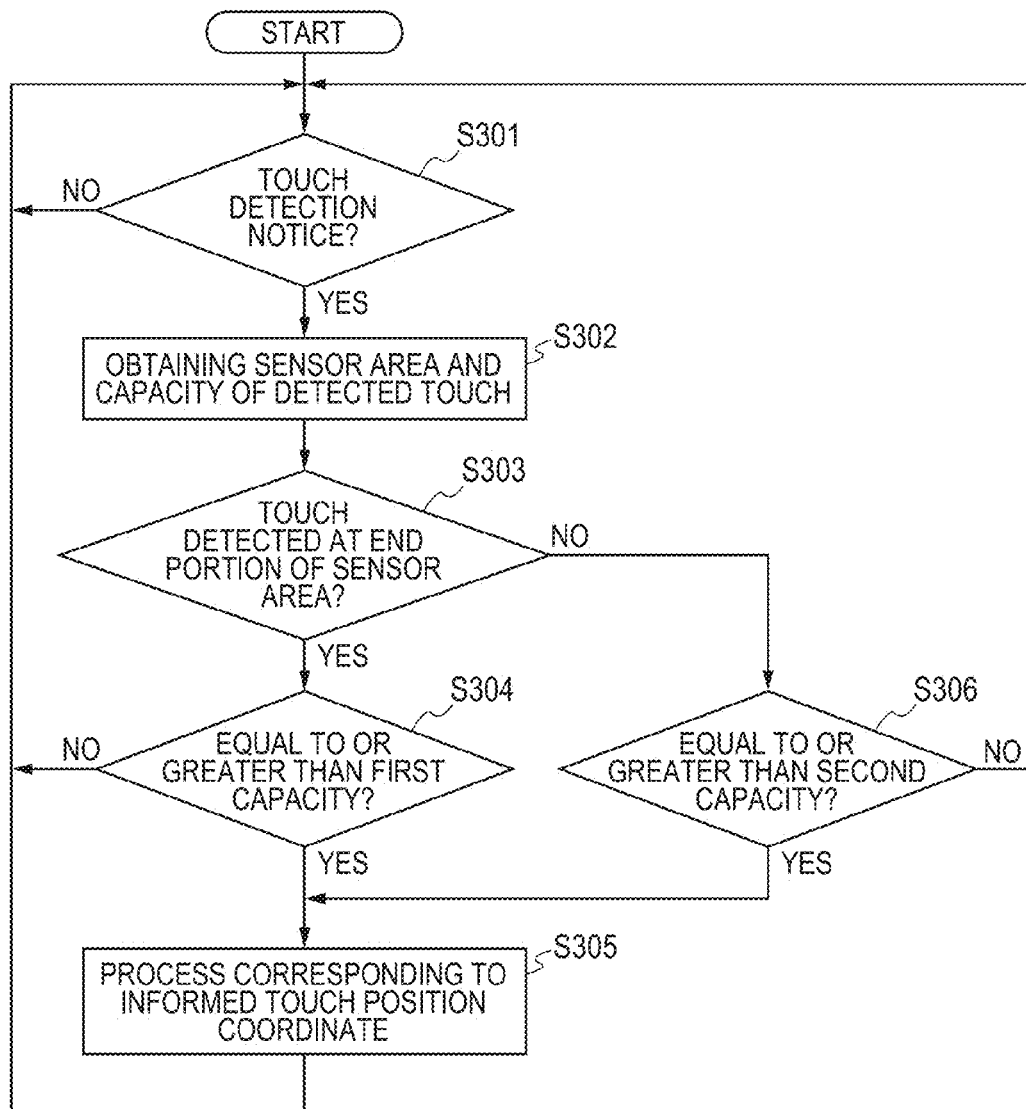 START
S301
NO
TOUCH
DETECTION
NOTICE?
YES
S302
OBTAINING SENSOR AREA AND
CAPACITY OF DETECTED TOUCH
S303
TOUCH
DETECTED AT END
PORTION OF SENSOR
AREA?
NO
YES
S304
NO
EQUAL TO OR
GREATER THAN FIRST
CAPACITY?
YES
S306
EQUAL TO OR
GREATER THAN SECOND
CAPACITY?
NO
YES
S305
PROCESS CORRESPONDING TO
INFORMED TOUCH POSITION
COORDINATE